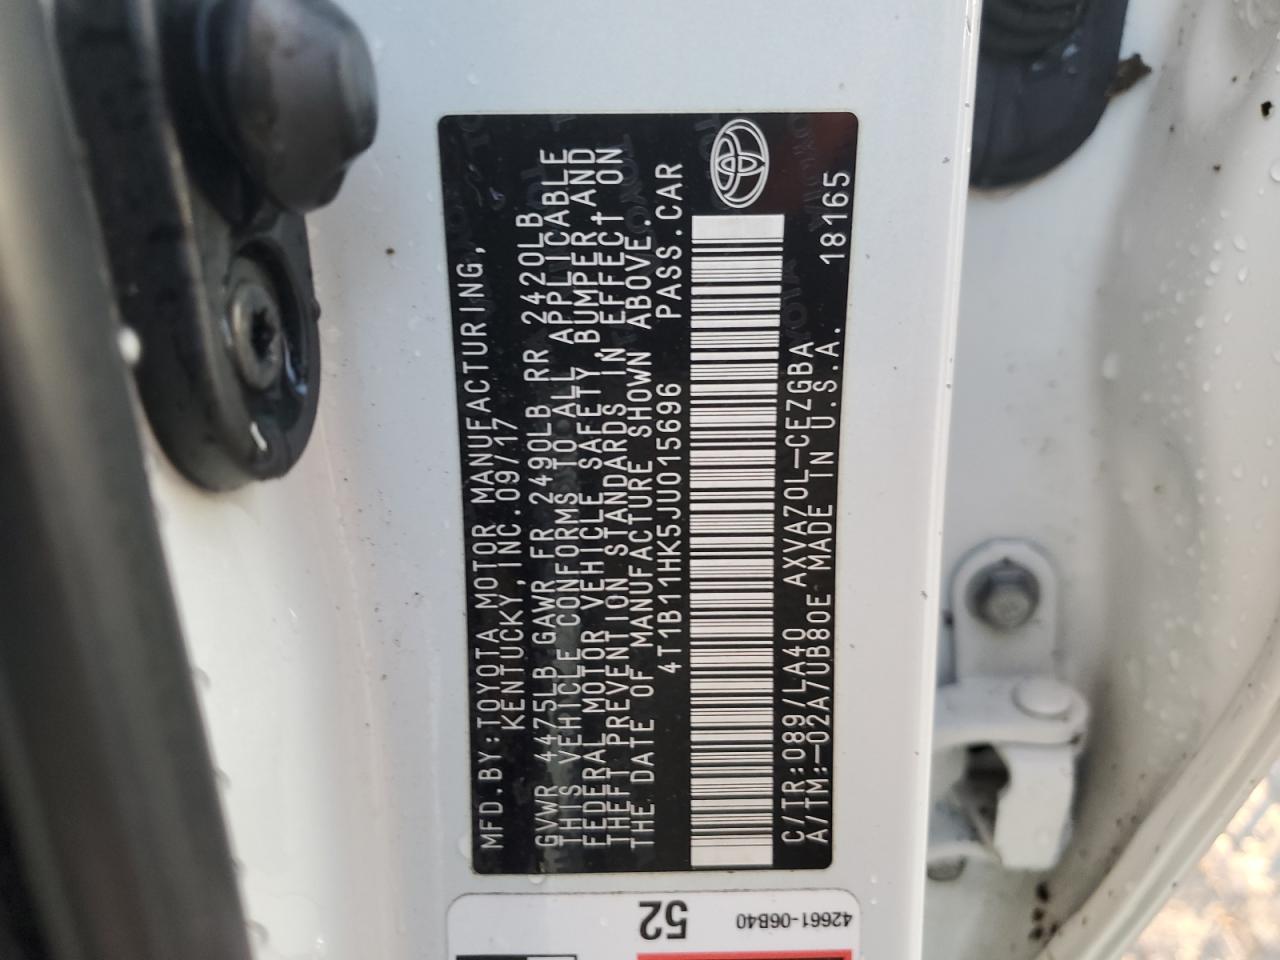 MFD.BY:TOYOTA MOTOR MANUFACTURING,
KENTUCKY,INC.09/17
GVWR 4475LB GAWR FR 2490LB RR 2420LB
THIS VEHICLE CONFORMS TO ALL APPLICABLE
FEDERAL MOTOR VEHICLE SAFETY, BUMPER, AND
THEFT PREVENTION STANDARDS IN EFFECT ON
THE DATE OF MANUFACTURE SHOWN ABOVE.
4T1B11HK5JU015696 PASS.CAR
C/TR:089/LA40 AXVA70L-CEZGBA
A/TM:-02A/UB80E MADE IN U.S.A. 18165
52
42661-06B40